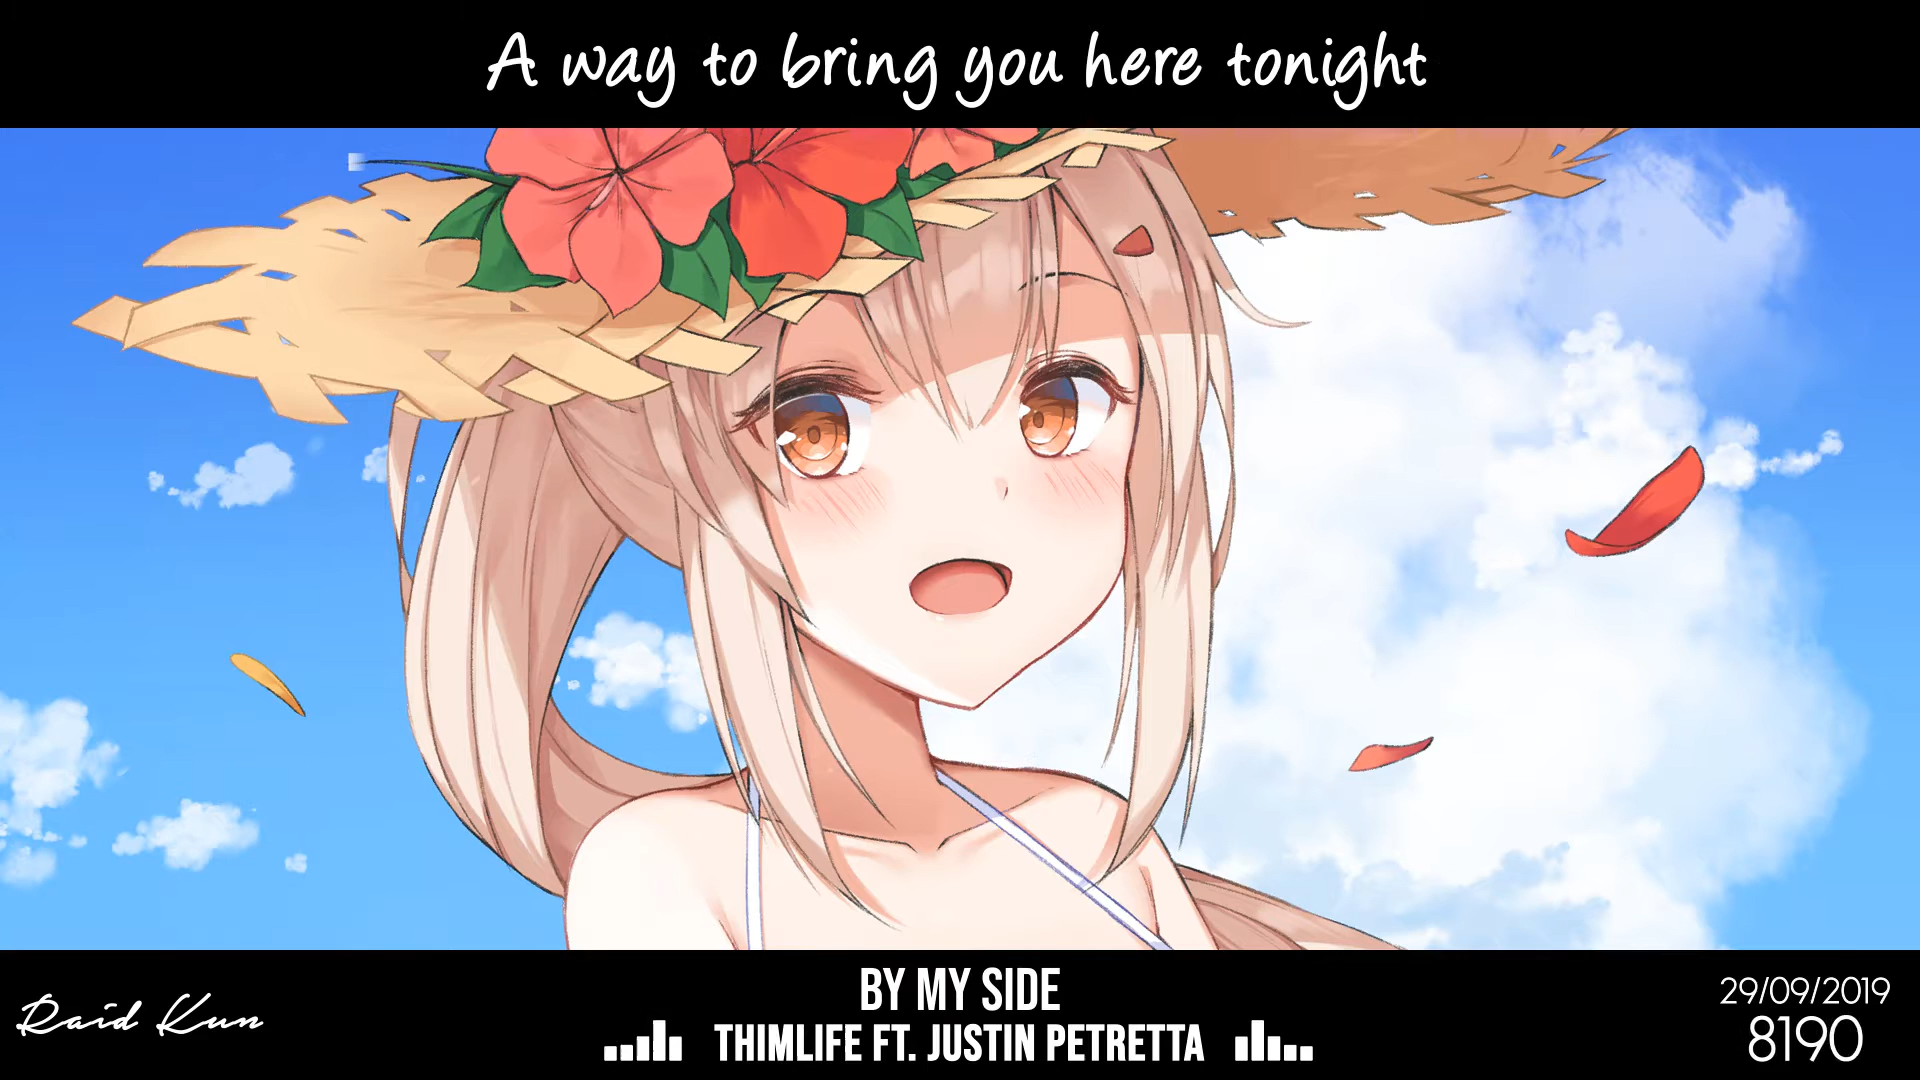 A way to bring you here tonight
BY MY SIDE
THIMLIFE FT. JUSTIN PETRETTA
Raid Kun
29/09/2019
8190